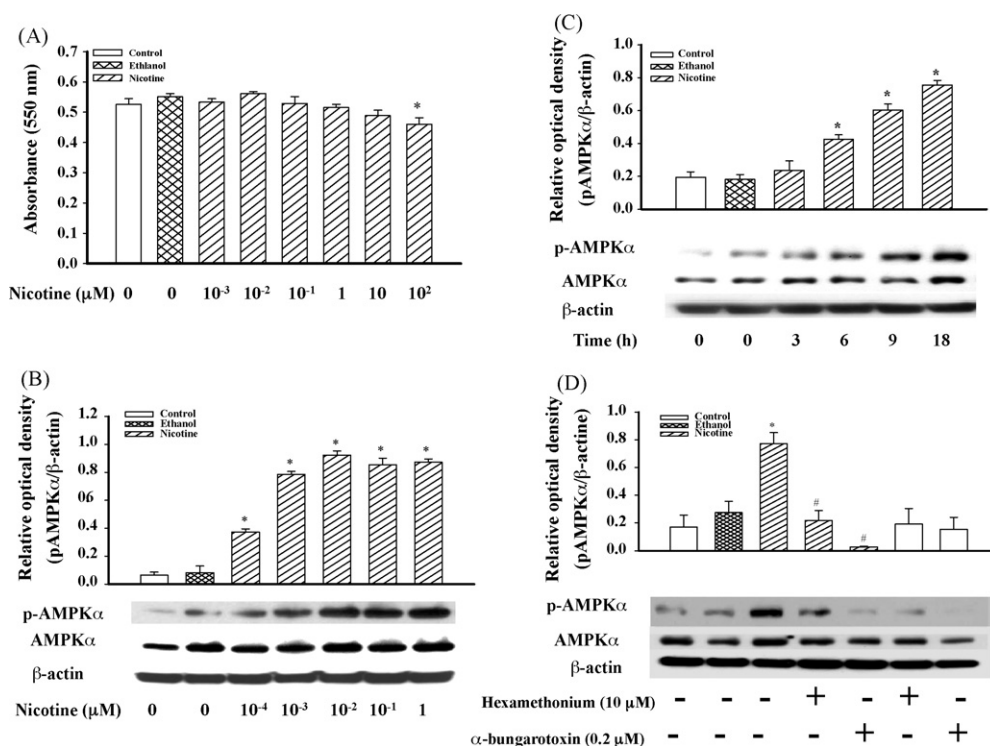 (A)
Absorbance (550 nm)
0.7
0.6
0.5
0.4
0.3
0.2
0.1
0.0
Control
Ethlanol
Nicotine
*
Nicotine (μM) 0 0 10-3 10-2 10-1 1 10 10²
(B)
Relative optical density
(pAMPKα/β-actin)
1.2
1.0
0.8
0.6
0.4
0.2
0.0
Control
Ethanol
Nicotine
* * * * *
p-AMPKα
AMPKα
β-actin
Nicotine (μM) 0 0 10-4 10-3 10-2 10-1 1
(C)
Relative optical density
(pAMPKα/β-actin)
1.0
0.8
0.6
0.4
0.2
0.0
Control
Ethanol
Nicotine
* * * *
p-AMPKα
AMPKα
β-actin
Time (h) 0 0 3 6 9 18
(D)
Relative optical density
(pAMPKα/β-actine)
1.0
0.8
0.6
0.4
0.2
0.0
Control
Ethanol
Nicotine
* # #
p-AMPKα
AMPKα
β-actin
Hexamethonium (10 μM) - - - + - + -
α-bungarotoxin (0.2 μM) - - - - + - +